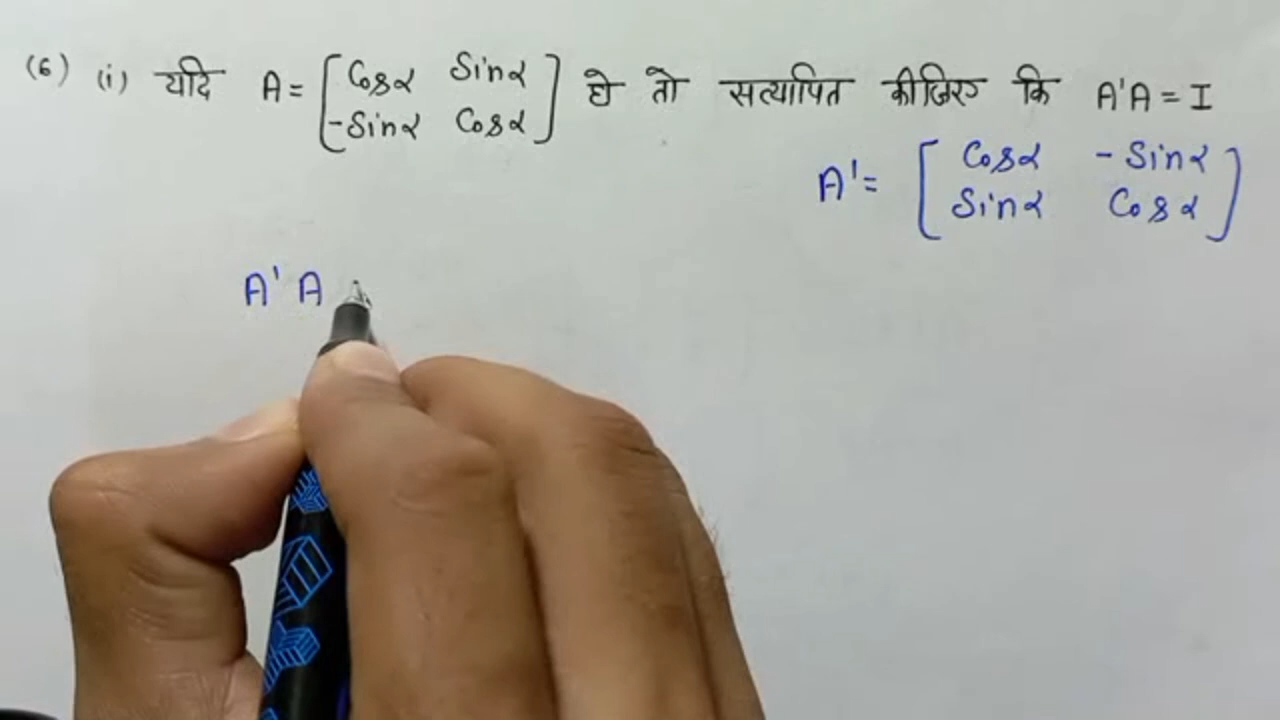 (6) (i) यदि A = [Cosα Sinα
-Sinα Cosα] हो तो सत्यापित कीजिए कि A'A = I
A' = [Cosα -Sinα
Sinα Cosα]
A' A